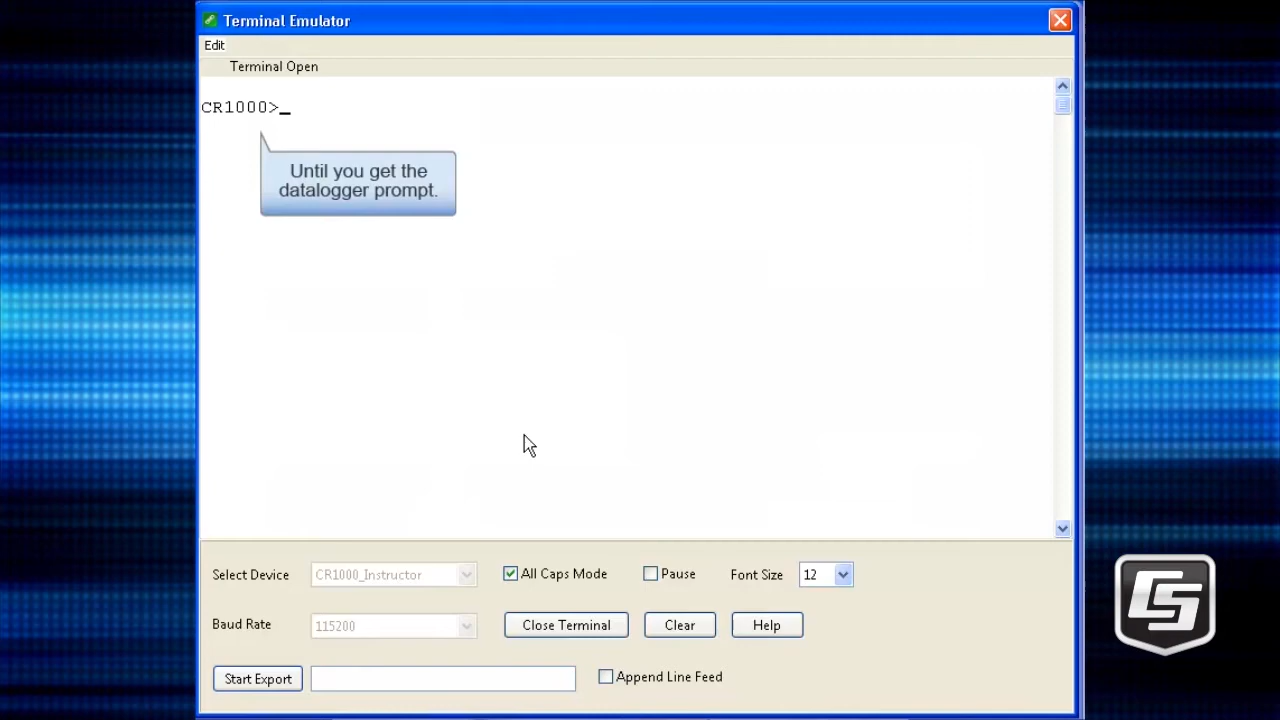 Terminal Emulator
Edit
Terminal Open
CR1000>_
Until you get the
datalogger prompt.
Select Device CR1000_Instructor All Caps Mode Pause Font Size 12
Baud Rate 115200 Close Terminal Clear Help
Start Export Append Line Feed
CS